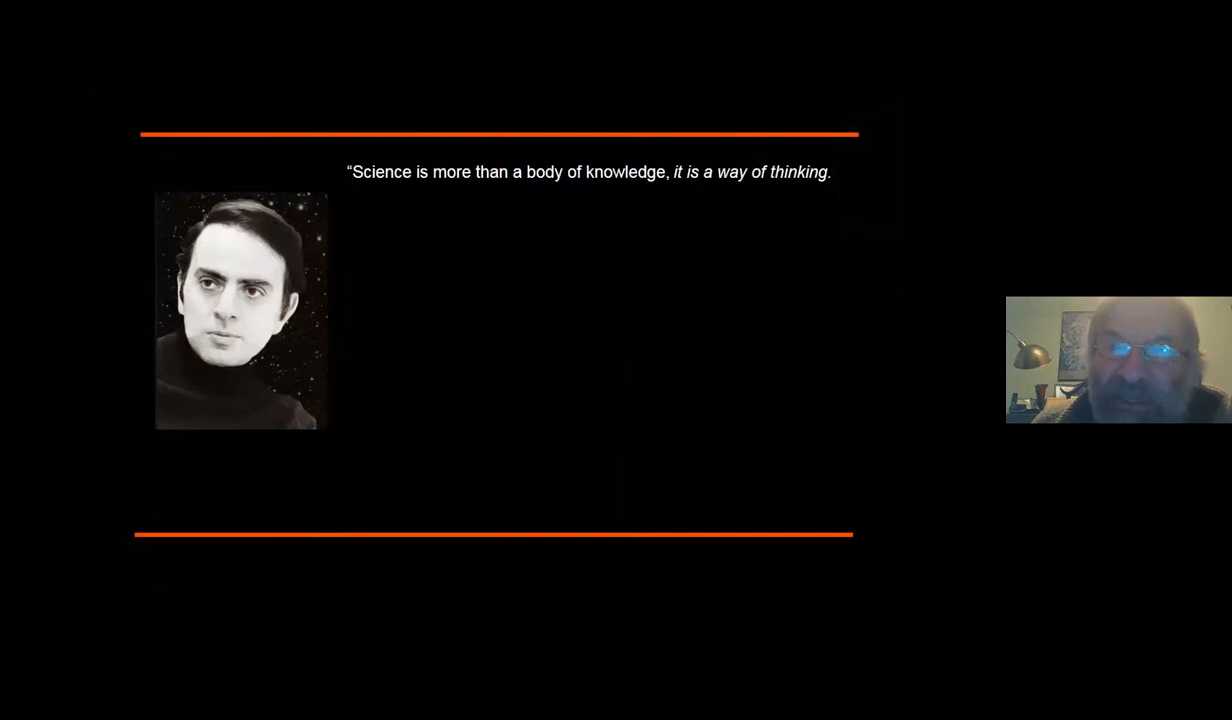 “Science is more than a body of knowledge, it is a way of thinking.